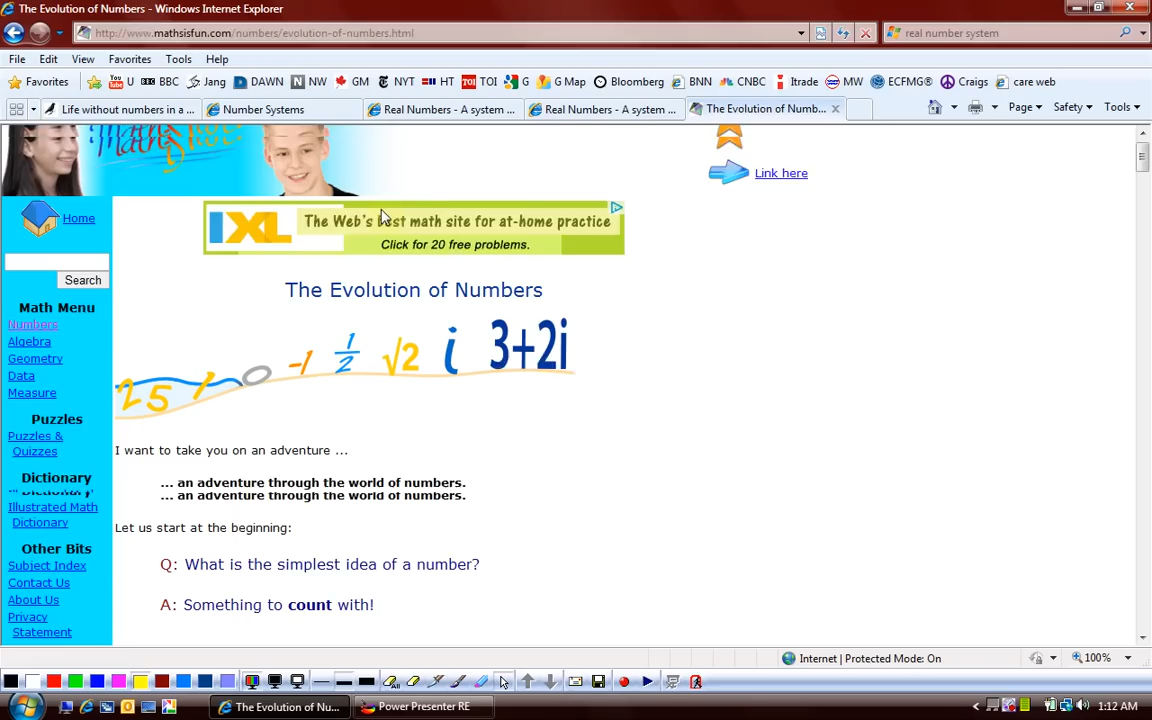 The Evolution of Numbers - Windows Internet Explorer
http://www.mathsisfun.com/numbers/evolution-of-numbers.html
real number system
File Edit View Favorites Tools Help
Favorites U BBC Jang DAWN NW GM NYT HT TOI G G Map Bloomberg BNN CNBC Itrade MW ECFMG® Craigs care web
Life without numbers in a ... Number Systems Real Numbers - A system ... Real Numbers - A system ... The Evolution of Numb...
Page Safety Tools
Link here
Home
IXL The Web's best math site for at-home practice
Click for 20 free problems.
Search
The Evolution of Numbers
Math Menu
Numbers
Algebra
Geometry
Data
Measure
25 1 0 -1 1/2 √2 i 3+2i
Puzzles
Puzzles &
Quizzes
I want to take you on an adventure ...
Dictionary
... an adventure through the world of numbers.
... an adventure through the world of numbers.
Illustrated Math
Dictionary
Let us start at the beginning:
Other Bits
Subject Index
Contact Us
About Us
Privacy
Statement
Q: What is the simplest idea of a number?
A: Something to count with!
Internet | Protected Mode: On
100%
The Evolution of Nu... Power Presenter RE
1:12 AM